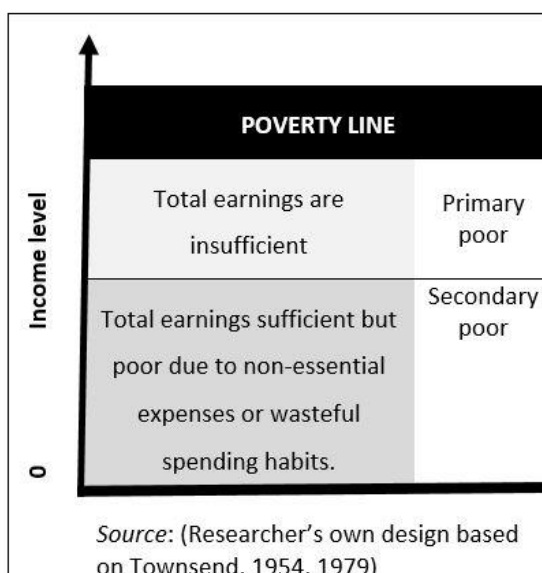 POVERTY LINE
Income level
0
Total earnings are
insufficient
Primary
poor
Total earnings sufficient but
poor due to non-essential
expenses or wasteful
spending habits.
Secondary
poor
Source: (Researcher’s own design based
on Townsend, 1954, 1979)